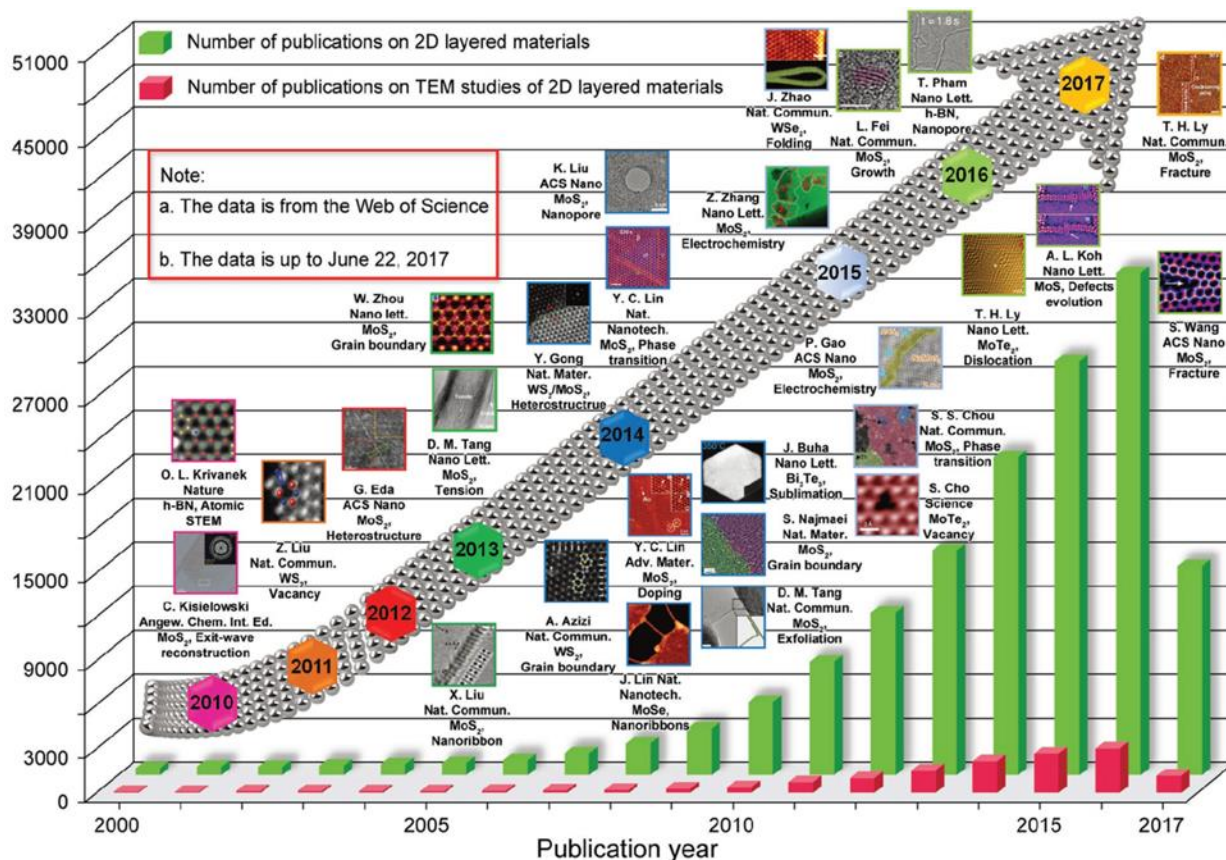 Number of publications on 2D layered materials
Number of publications on TEM studies of 2D layered materials
Note:
a. The data is from the Web of Science
b. The data is up to June 22, 2017
51000
45000
39000
33000
27000
21000
15000
9000
3000
0
2000
2005
2010
2015
2017
Publication year
2010
2011
2012
2013
2014
2015
2016
2017
O. L. Krivanek
Nature
h-BN, Atomic
STEM
C. Kisielowski
Angew. Chem. Int. Ed.
MoS₂, Exit-wave
reconstruction
Z. Liu
Nat. Commun.
WS₂,
Vacancy
G. Eda
ACS Nano
MoS₂,
Heterostructure
W. Zhou
Nano lett.
MoS₂,
Grain boundary
D. M. Tang
Nano Lett.
MoS₂,
Tension
X. Liu
Nat. Commun.
MoS₂,
Nanoribbon
Y. Gong
Nat. Mater.
WS₂/MoS₂,
Heterostructrue
K. Liu
ACS Nano
MoS₂,
Nanopore
Y. C. Lin
Nat.
Nanotech.
MoS₂, Phase
transition
A. Azizi
Nat. Commun.
WS₂,
Grain boundary
Y. C. Lin
Adv. Mater.
MoS₂,
Doping
J. Lin Nat.
Nanotech.
MoSe,
Nanoribbons
J. Buha
Nano Lett.
Bi₂Te₃,
Sublimation
S. Najmaei
Nat. Mater.
MoS₂,
Grain boundary
D. M. Tang
Nat. Commun.
MoS₂,
Exfoliation
Z. Zhang
Nano Lett.
MoS₂,
Electrochemistry
P. Gao
ACS Nano
MoS₂,
Electrochemistry
S. S. Chou
Nat. Commun.
MoS₂, Phase
transition
S. Cho
Science
MoTe₂,
Vacancy
J. Zhao
Nat. Commun.
WSe₂,
Folding
L. Fei
Nat. Commun.
MoS₂,
Growth
t = 1.8 s
T. Pham
Nano Lett.
h-BN,
Nanopore
T. H. Ly
Nano Lett.
MoTe₂,
Dislocation
A. L. Koh
Nano Lett.
MoS, Defects
evolution
T. H. Ly
Nat. Commun.
MoS₂,
Fracture
S. Wang
ACS Nano
MoS₂,
Fracture